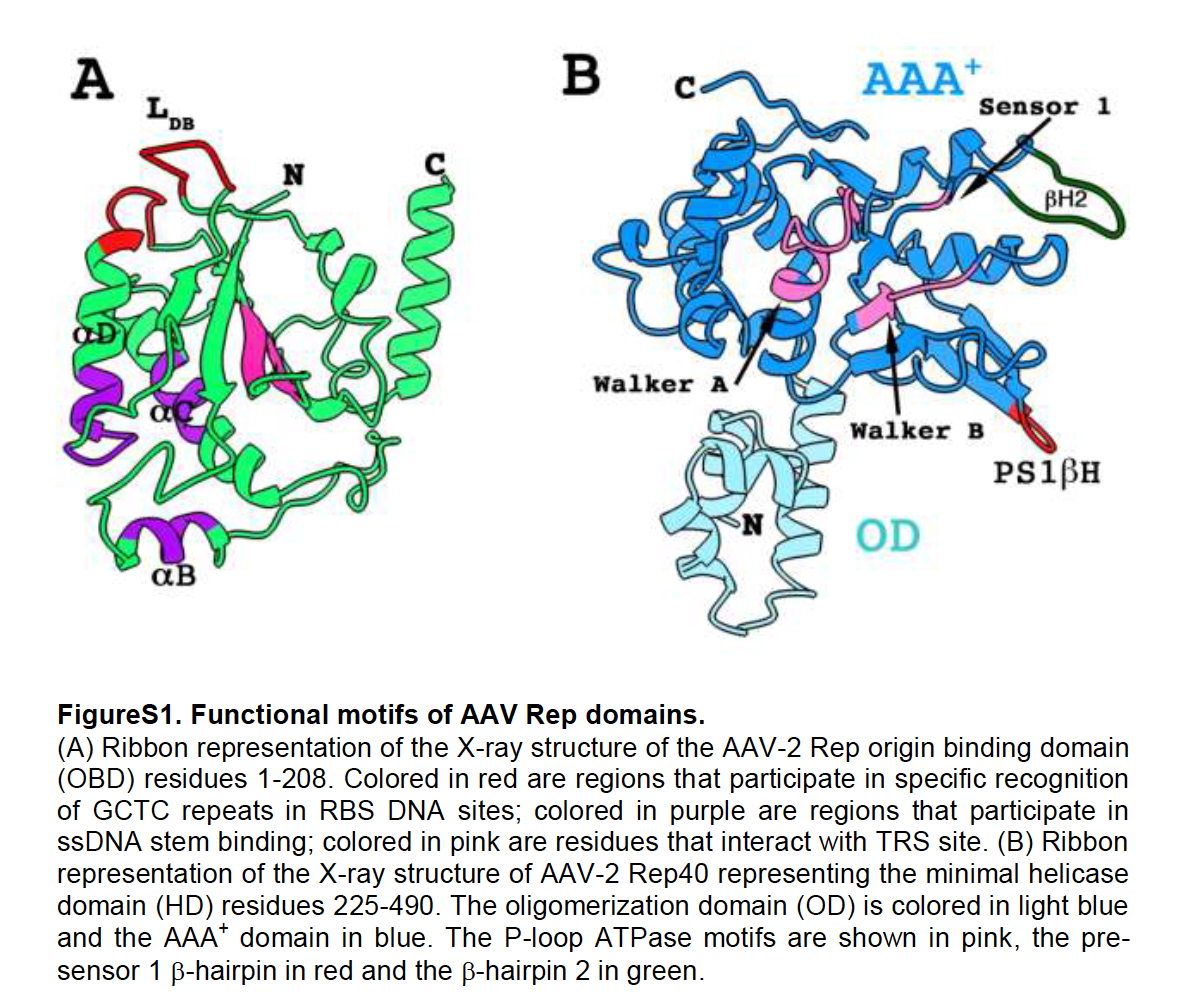 A
L_DB
N
C
αD
αC
αB
B
C
AAA⁺
Sensor 1
βH2
Walker A
Walker B
PS1βH
N
OD
FigureS1. Functional motifs of AAV Rep domains.
(A) Ribbon representation of the X-ray structure of the AAV-2 Rep origin binding domain
(OBD) residues 1-208. Colored in red are regions that participate in specific recognition
of GCTC repeats in RBS DNA sites; colored in purple are regions that participate in
ssDNA stem binding; colored in pink are residues that interact with TRS site. (B) Ribbon
representation of the X-ray structure of AAV-2 Rep40 representing the minimal helicase
domain (HD) residues 225-490. The oligomerization domain (OD) is colored in light blue
and the AAA⁺ domain in blue. The P-loop ATPase motifs are shown in pink, the pre-
sensor 1 β-hairpin in red and the β-hairpin 2 in green.